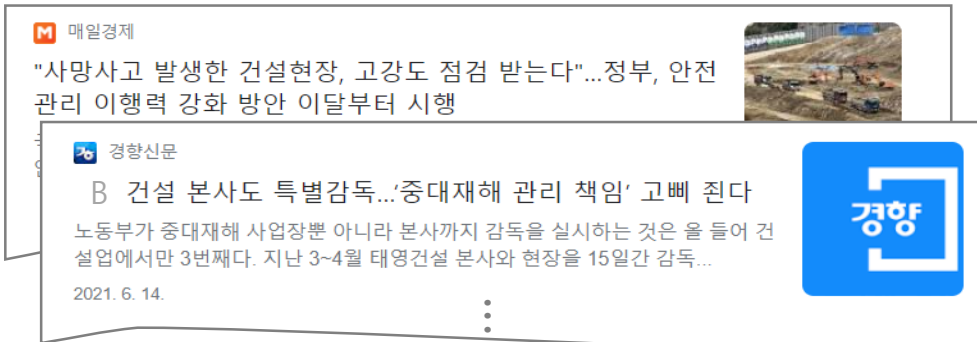 매일경제
"사망사고 발생한 건설현장, 고강도 점검 받는다"...정부, 안전
관리 이행력 강화 방안 이달부터 시행
경향신문
B 건설 본사도 특별감독...‘중대재해 관리 책임’ 고삐 죈다
노동부가 중대재해 사업장뿐 아니라 본사까지 감독을 실시하는 것은 올 들어 건
설업에서만 3번째다. 지난 3~4월 태영건설 본사와 현장을 15일간 감독...
2021. 6. 14.
경향